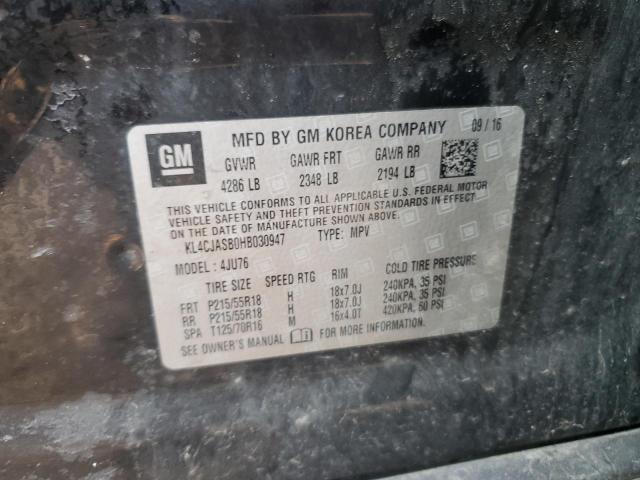 GM MFD BY GM KOREA COMPANY 09 / 16
GVWR GAWR FRT GAWR RR
4286 LB 2348 LB 2194 LB
THIS VEHICLE CONFORMS TO ALL APPLICABLE U.S. FEDERAL MOTOR
VEHICLE SAFETY AND THEFT PREVENTION STANDARDS IN EFFECT
ON THE DATE OF MANUFACTURE SHOWN ABOVE.
KL4CJASB0HB030947 TYPE: MPV
MODEL : 4JU76
TIRE SIZE SPEED RTG RIM COLD TIRE PRESSURE
FRT P215/55R18 H 18x7.0J 240KPA, 35 PSI
RR P215/55R18 H 18x7.0J 240KPA, 35 PSI
SPA T125/70R16 M 16x4.0T 420KPA, 60 PSI
SEE OWNER'S MANUAL FOR MORE INFORMATION.